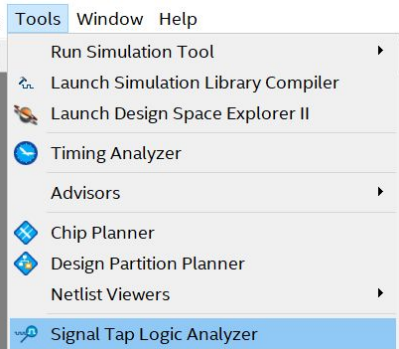 Tools Window Help
Run Simulation Tool
Launch Simulation Library Compiler
Launch Design Space Explorer II
Timing Analyzer
Advisors
Chip Planner
Design Partition Planner
Netlist Viewers
Signal Tap Logic Analyzer